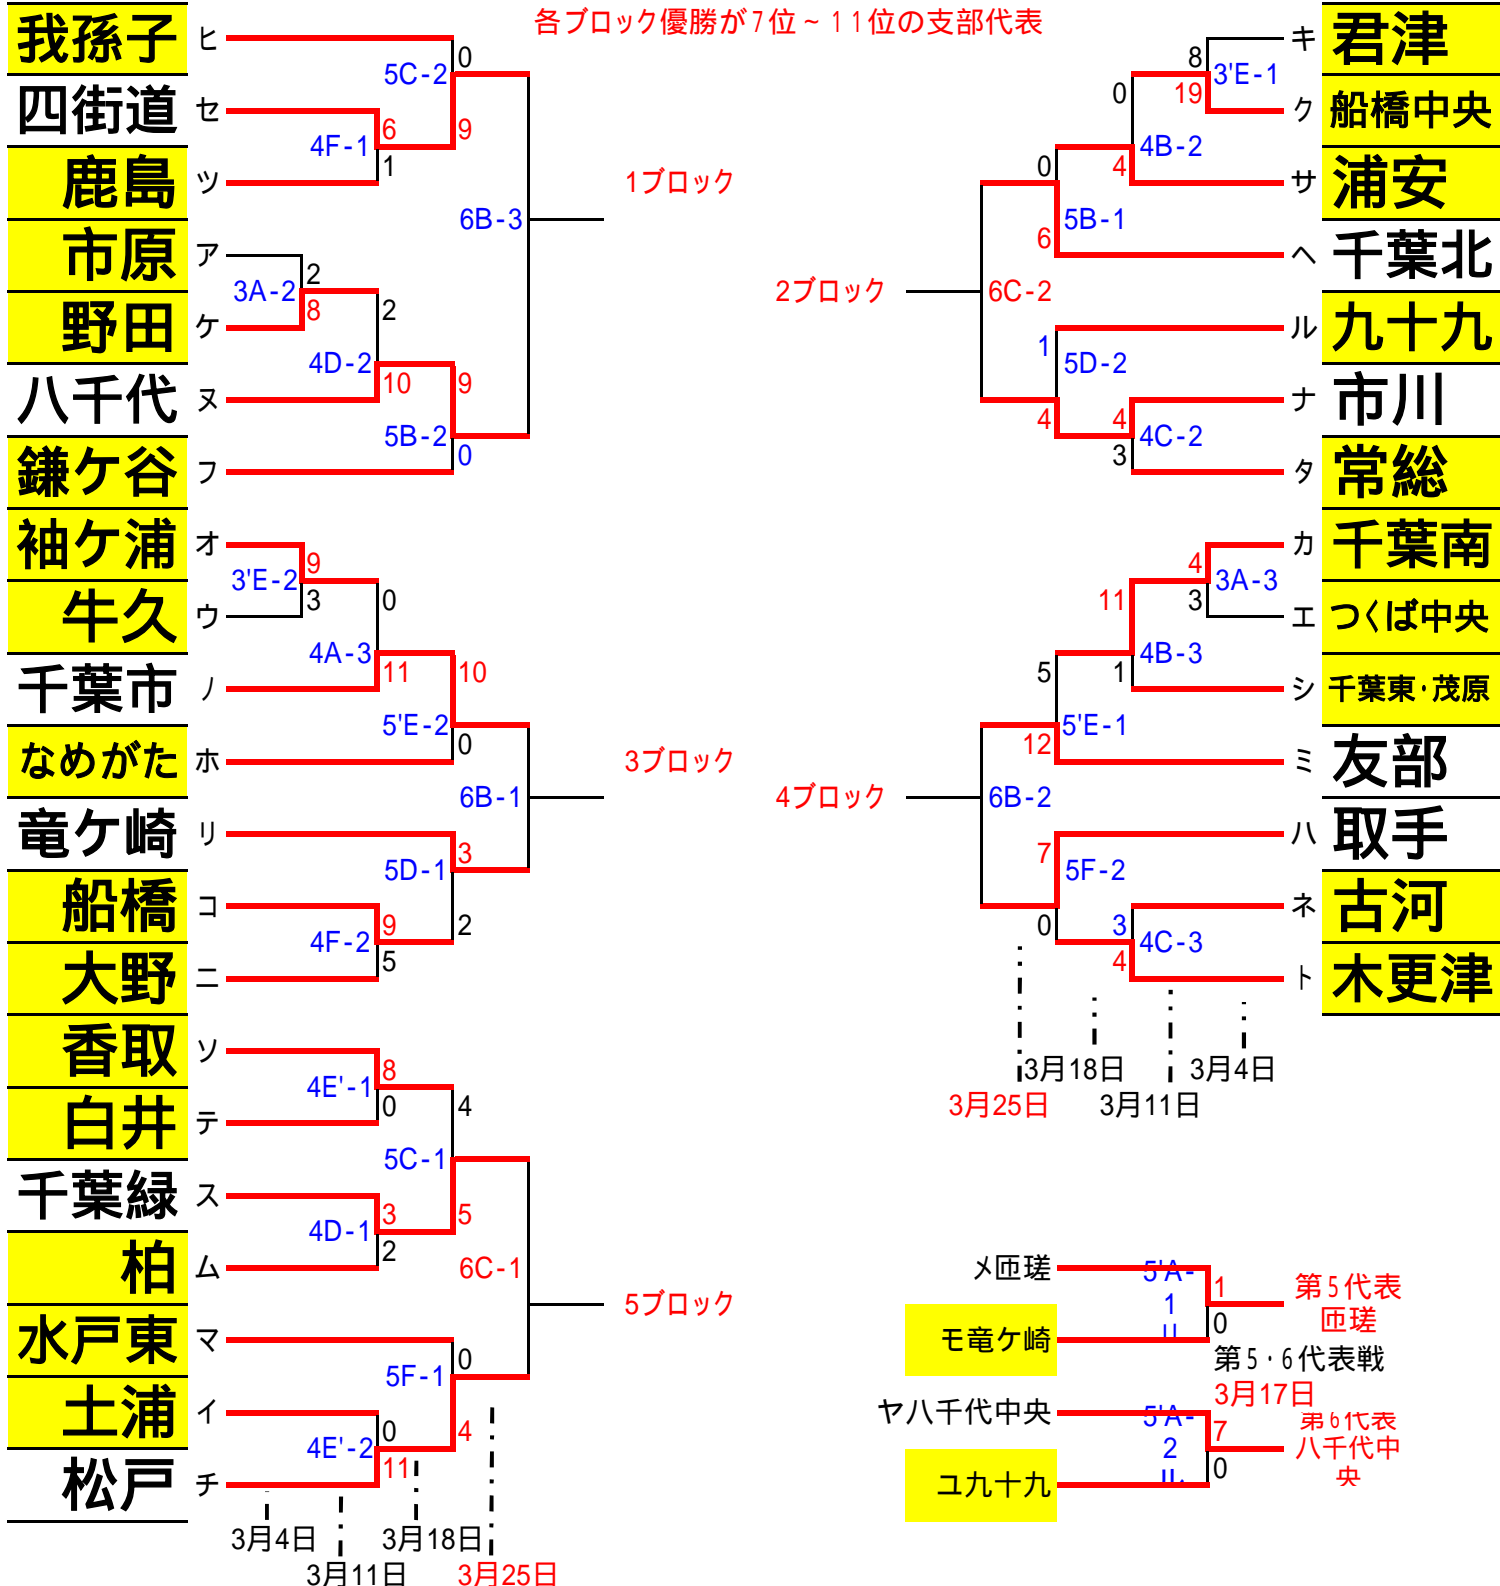 各ブロック優勝が7位~11位の支部代表
我孫子 ヒ
0
5C-2
四街道 セ
6
9
4F-1
1
鹿島 ツ
1ブロック
6B-3
市原 ア
2
3A-2
8
2
野田 ケ
4D-2
10
9
八千代 ヌ
5B-2
0
鎌ケ谷 フ
袖ケ浦 オ
9
3'E-2
3
0
牛久 ウ
4A-3
11
10
千葉市 ノ
5'E-2
0
なめがた ホ
3ブロック
6B-1
竜ケ崎 リ
3
5D-1
船橋 コ
9
2
4F-2
5
大野 ニ
香取 ソ
8
4E'-1
0
4
白井 テ
5C-1
千葉緑 ス
3
5
4D-1
2
柏 ム
6C-1
5ブロック
水戸東 マ
0
5F-1
土浦 イ
0
4
4E'-2
11
松戸 チ
3月4日
3月18日
3月11日
3月25日
キ 君津
8
3'E-1
19
0
ク 船橋中央
4B-2
4
0
サ 浦安
5B-1
6
ヘ 千葉北
2ブロック
6C-2
ル 九十九
1
5D-2
ナ 市川
4
4
4C-2
3
タ 常総
カ 千葉南
4
3A-3
3
11
エ つくば中央
4B-3
1
5
シ 千葉東・茂原
5'E-1
12
ミ 友部
4ブロック
6B-2
ハ 取手
7
5F-2
ネ 古河
0
3
4C-3
4
ト 木更津
3月18日
3月4日
3月25日
3月11日
メ匝瑳
5'A-
1
リ
1
0
第5代表
匝瑳
モ竜ケ崎
第5・6代表戦
3月17日
ヤ八千代中央
5'A-
2
ル
7
0
第6代表
八千代中
央
ユ九十九